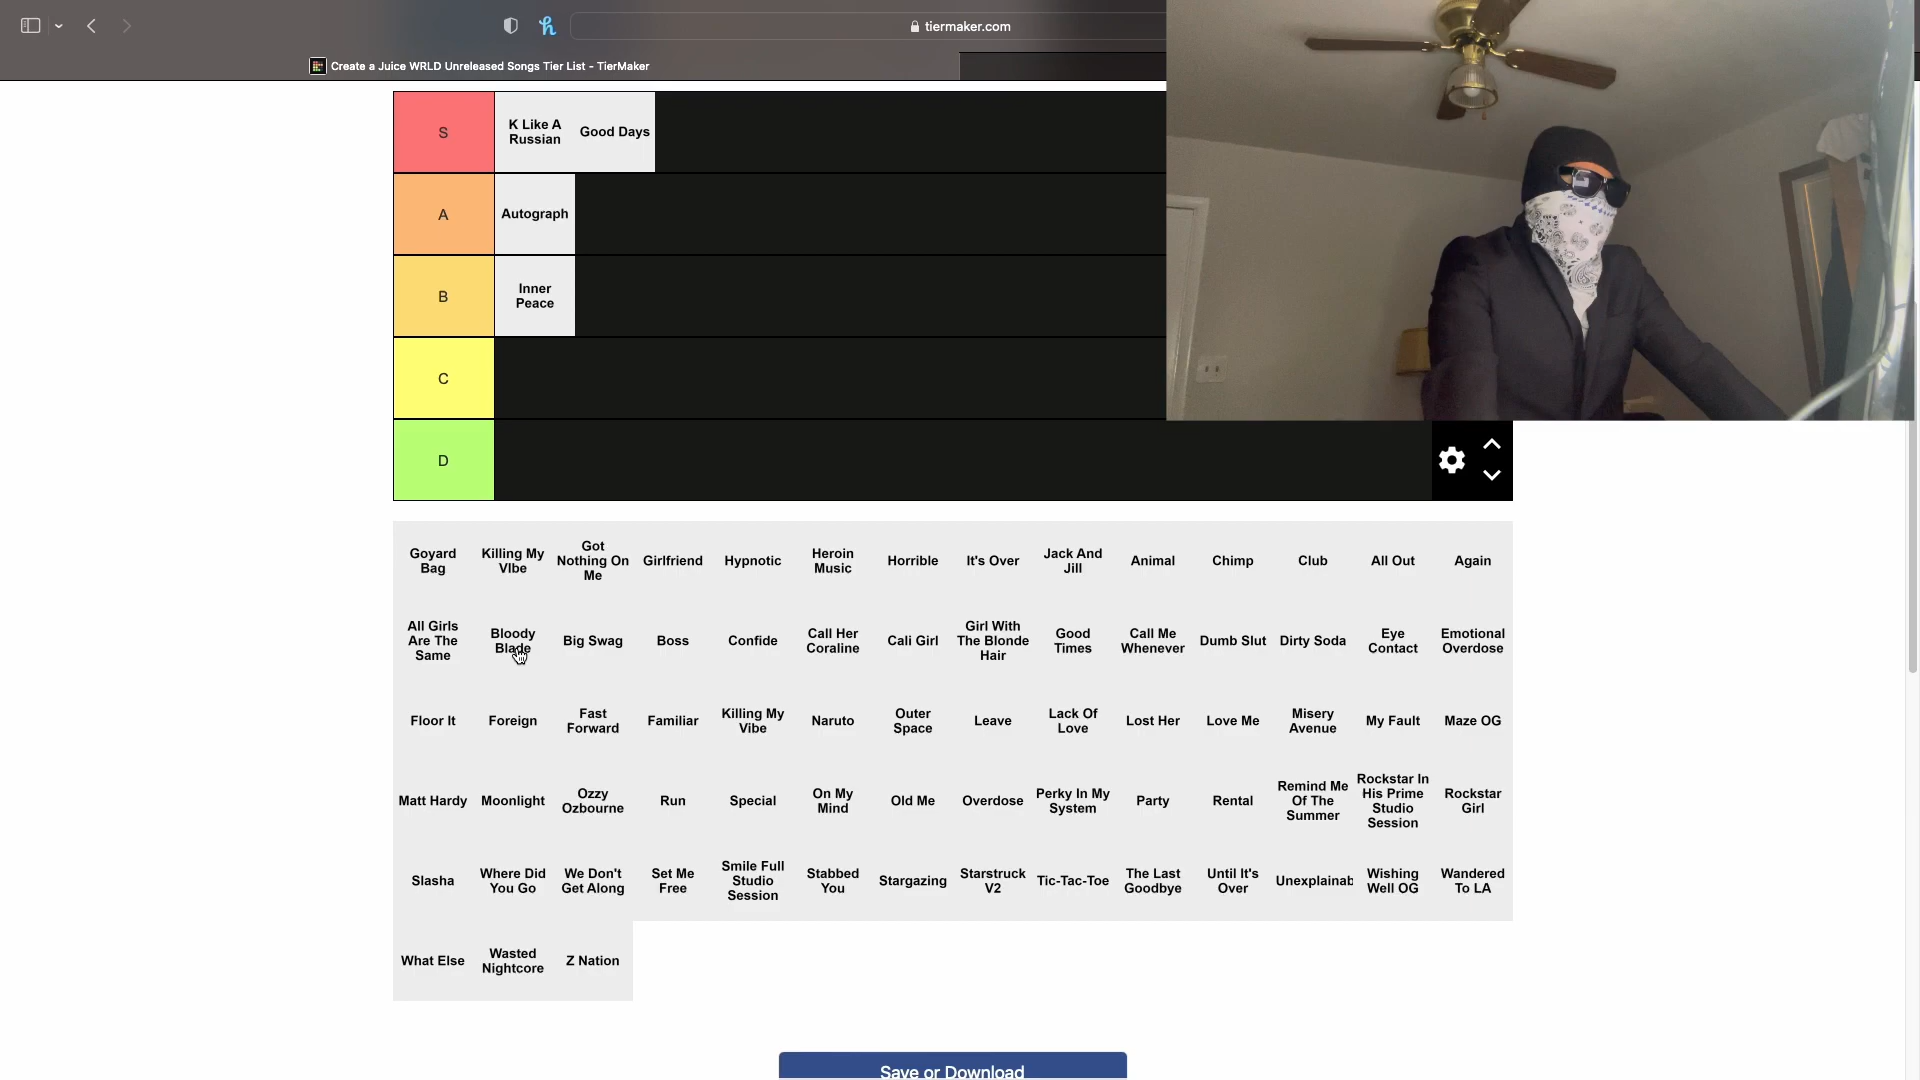 tiermaker.com
Create a Juice WRLD Unreleased Songs Tier List - TierMaker
S
K Like A
Russian
Good Days
A
Autograph
B
Inner
Peace
C
D
Goyard
Bag
Killing My
VIbe
Got
Nothing On
Me
Girlfriend
Hypnotic
Heroin
Music
Horrible
It's Over
Jack And
Jill
Animal
Chimp
Club
All Out
Again
All Girls
Are The
Same
Bloody
Blade
Big Swag
Boss
Confide
Call Her
Coraline
Cali Girl
Girl With
The Blonde
Hair
Good
Times
Call Me
Whenever
Dumb Slut
Dirty Soda
Eye
Contact
Emotional
Overdose
Floor It
Foreign
Fast
Forward
Familiar
Killing My
Vibe
Naruto
Outer
Space
Leave
Lack Of
Love
Lost Her
Love Me
Misery
Avenue
My Fault
Maze OG
Matt Hardy
Moonlight
Ozzy
Ozbourne
Run
Special
On My
Mind
Old Me
Overdose
Perky In My
System
Party
Rental
Remind Me
Of The
Summer
Rockstar In
His Prime
Studio
Session
Rockstar
Girl
Slasha
Where Did
You Go
We Don't
Get Along
Set Me
Free
Smile Full
Studio
Session
Stabbed
You
Stargazing
Starstruck
V2
Tic-Tac-Toe
The Last
Goodbye
Until It's
Over
Unexplainab
Wishing
Well OG
Wandered
To LA
What Else
Wasted
Nightcore
Z Nation
Save or Download